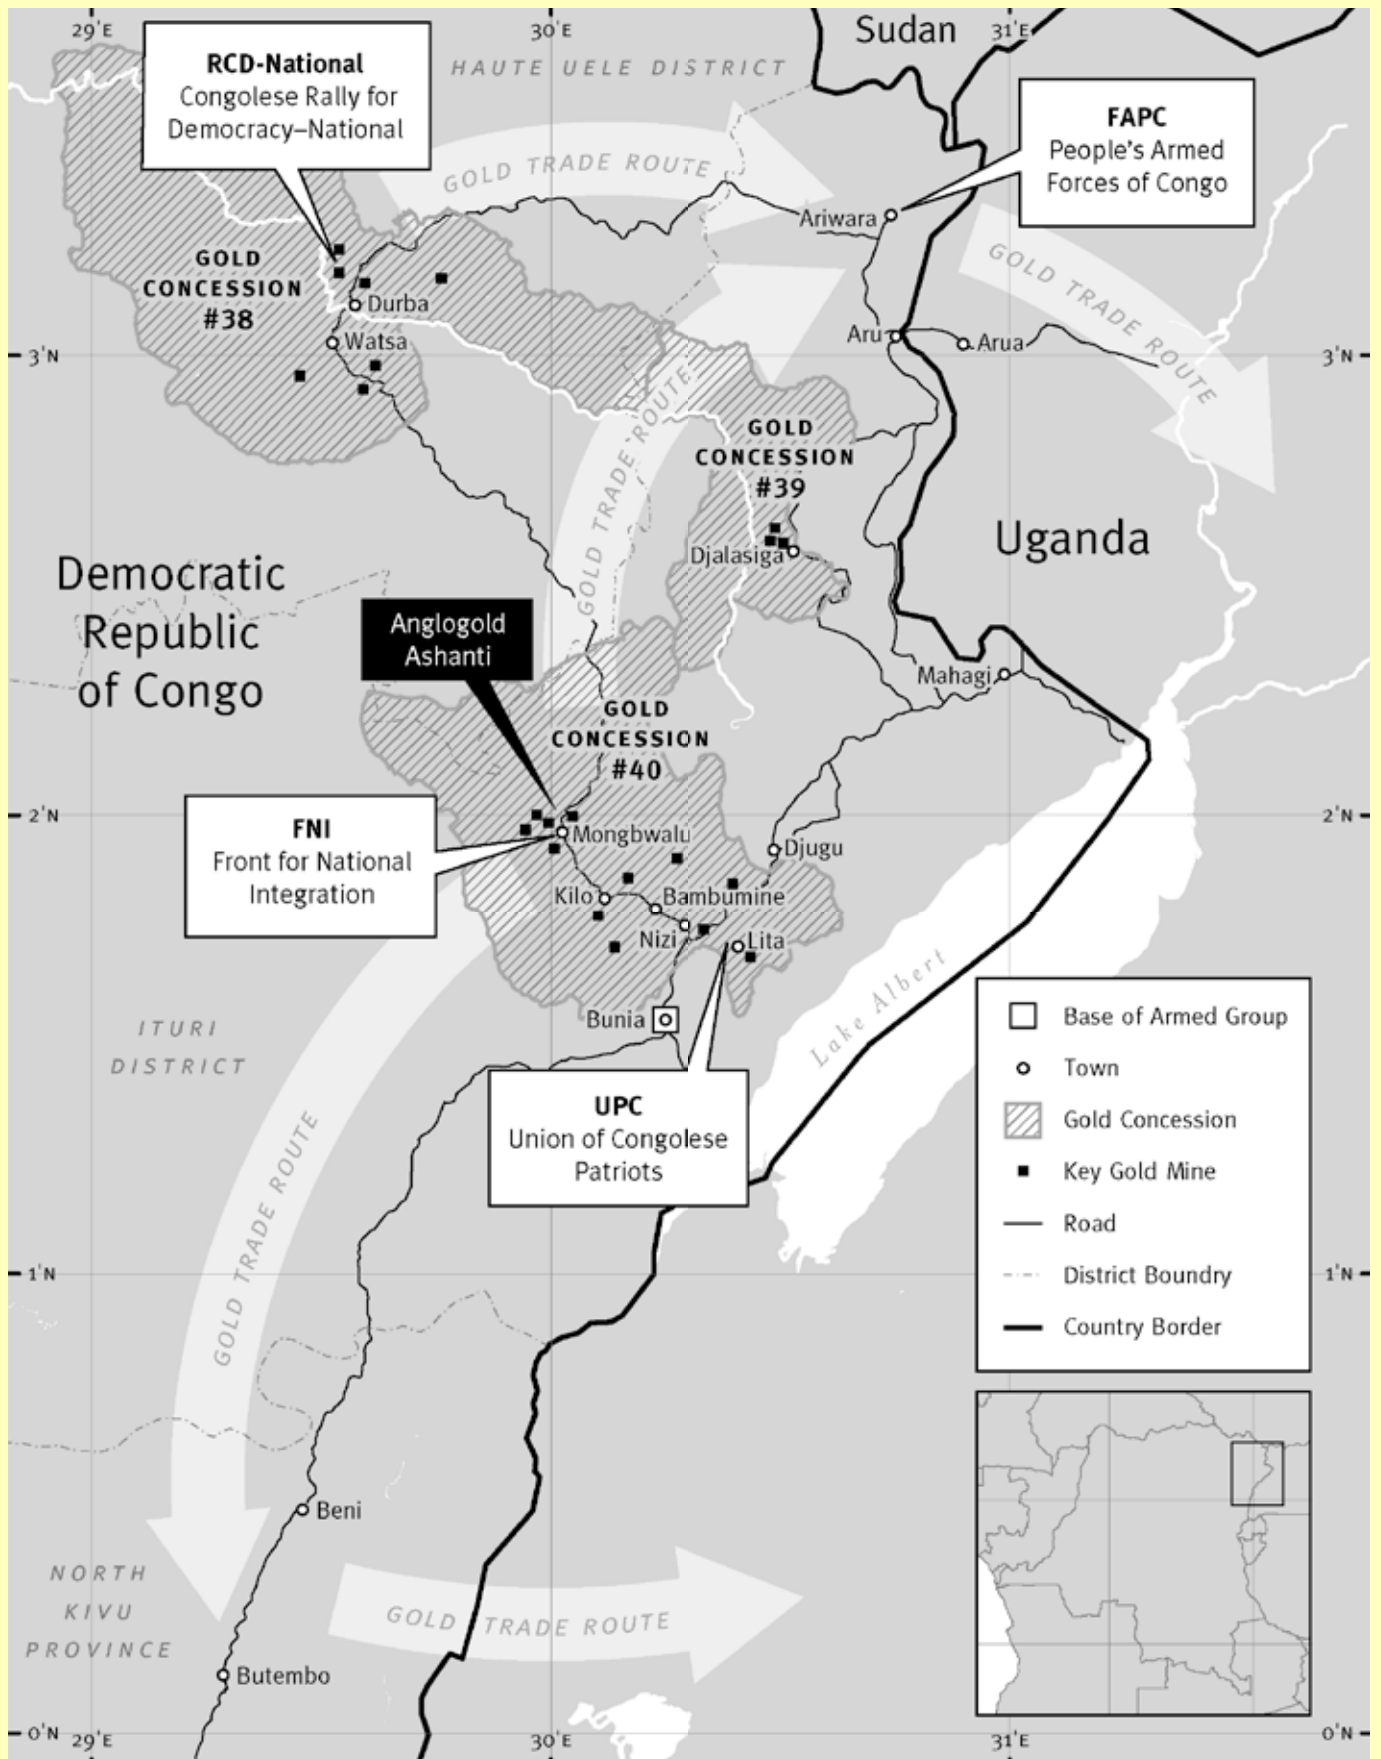 29°E
30°E
31°E
Sudan
RCD-National
Congolese Rally for
Democracy–National
HAUTE UELE DISTRICT
FAPC
People's Armed
Forces of Congo
GOLD TRADE ROUTE
Ariwara
GOLD
CONCESSION
#38
GOLD TRADE ROUTE
Durba
Watsa
Aru
Arua
3°N
3°N
GOLD TRADE ROUTE
GOLD
CONCESSION
#39
Djalasiga
Uganda
Democratic
Republic
of Congo
Anglogold
Ashanti
Mahagi
GOLD
CONCESSION
#40
2°N
2°N
FNI
Front for National
Integration
Mongbwalu
Djugu
Kilo
Bambumine
Nizi
Lita
Lake Albert
Bunia
ITURI
DISTRICT
UPC
Union of Congolese
Patriots
GOLD TRADE ROUTE
Base of Armed Group
Town
Gold Concession
Key Gold Mine
Road
District Boundry
Country Border
1°N
1°N
Beni
NORTH
KIVU
PROVINCE
GOLD TRADE ROUTE
Butembo
0°N
29°E
30°E
31°E
0°N